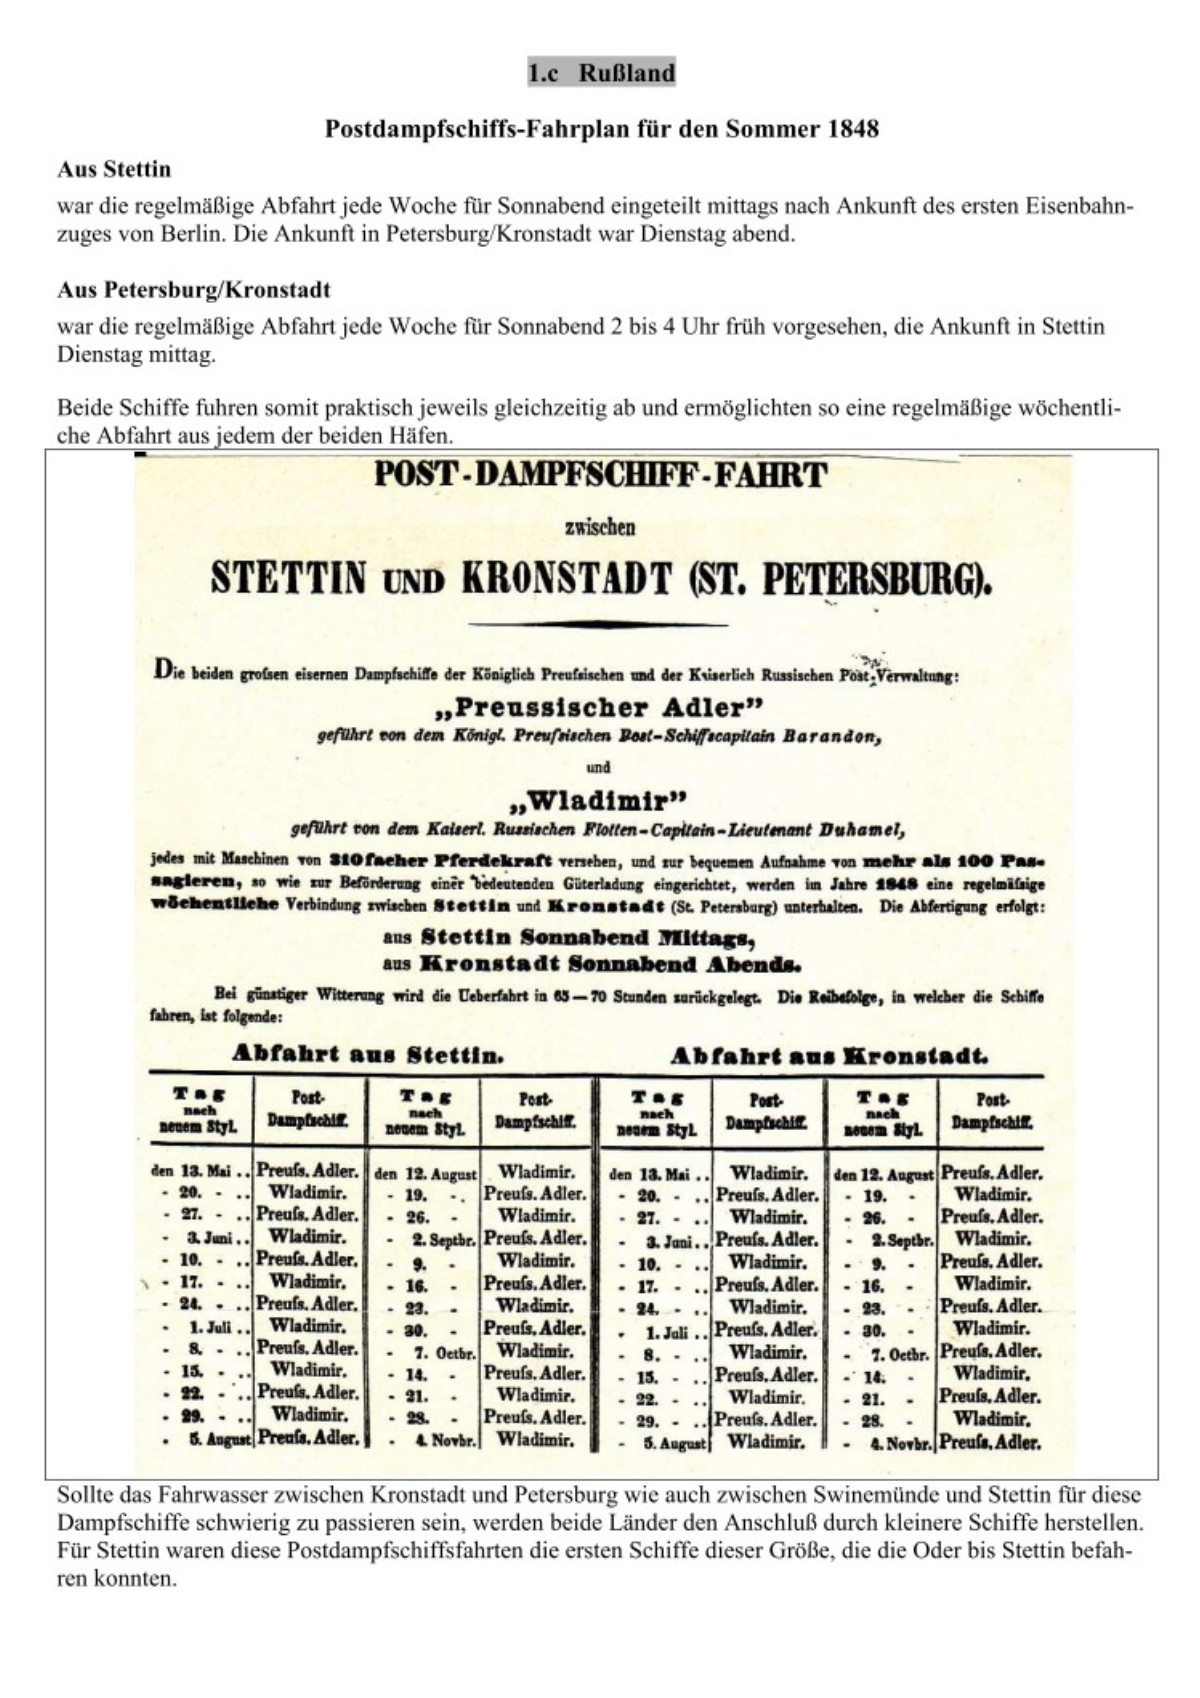 1.c Rußland
Postdampfschiffs-Fahrplan für den Sommer 1848
Aus Stettin
war die regelmäßige Abfahrt jede Woche für Sonnabend eingeteilt mittags nach Ankunft des ersten Eisenbahn-
zuges von Berlin. Die Ankunft in Petersburg/Kronstadt war Dienstag abend.
Aus Petersburg/Kronstadt
war die regelmäßige Abfahrt jede Woche für Sonnabend 2 bis 4 Uhr früh vorgesehen, die Ankunft in Stettin
Dienstag mittag.
Beide Schiffe fuhren somit praktisch jeweils gleichzeitig ab und ermöglichten so eine regelmäßige wöchentli-
che Abfahrt aus jedem der beiden Häfen.
POST-DAMPFSCHIFF-FAHRT
zwischen
STETTIN UND KRONSTADT (ST. PETERSBURG).
Die beiden grofsen eisernen Dampfschiffe der Königlich Preufsischen und der Kaiserlich Russischen Post-Verwaltung:
„Preussischer Adler”
geführt von dem Königl. Preufsischen Post-Schiffscapitain Barandon,
und
„Wladimir”
geführt von dem Kaiserl. Russischen Flotten-Capitain-Lieutenant Duhamel,
jedes mit Maschinen von 310facher Pferdekraft versehen, und zur bequemen Aufnahme von mehr als 100 Pas-
sagieren, so wie zur Beförderung einer bedeutenden Güterladung eingerichtet, werden im Jahre 1848 eine regelmäfsige
wöchentliche Verbindung zwischen Stettin und Kronstadt (St. Petersburg) unterhalten. Die Abfertigung erfolgt:
aus Stettin Sonnabend Mittags,
aus Kronstadt Sonnabend Abends.
Bei günstiger Witterung wird die Ueberfahrt in 65—70 Stunden zurückgelegt. Die Reihefolge, in welcher die Schiffe
fahren, ist folgende:
Abfahrt aus Stettin. Abfahrt aus Kronstadt.
Tag Post- Tag Post- Tag Post- Tag Post-
nach Dampfschiff. nach Dampfschiff. nach Dampfschiff. nach Dampfschiff.
neuem Styl. neuem Styl. neuem Styl. neuem Styl.
den 13. Mai .. Preufs. Adler. den 12. August Wladimir. den 13. Mai .. Wladimir. den 12. August Preufs. Adler.
- 20. - .. Wladimir. - 19. - . Preufs. Adler. - 20. - .. Preufs. Adler. - 19. - Wladimir.
- 27. - .. Preufs. Adler. - 26. - Wladimir. - 27. - .. Wladimir. - 26. - Preufs. Adler.
- 3. Juni .. Wladimir. - 2. Septbr. Preufs. Adler. - 3. Juni .. Preufs. Adler. - 2. Septbr. Wladimir.
- 10. - .. Preufs. Adler. - 9. - Wladimir. - 10. - .. Wladimir. - 9. - Preufs. Adler.
- 17. - .. Wladimir. - 16. - Preufs. Adler. - 17. - .. Preufs. Adler. - 16. - Wladimir.
- 24. - .. Preufs. Adler. - 23. - Wladimir. - 24. - .. Wladimir. - 23. - Preufs. Adler.
- 1. Juli .. Wladimir. - 30. - Preufs. Adler. - 1. Juli .. Preufs. Adler. - 30. - Wladimir.
- 8. - .. Preufs. Adler. - 7. Octbr. Wladimir. - 8. - .. Wladimir. - 7. Octbr. Preufs. Adler.
- 15. - .. Wladimir. - 14. - Preufs. Adler. - 15. - .. Preufs. Adler. - 14. - Wladimir.
- 22. - .. Preufs. Adler. - 21. - Wladimir. - 22. - .. Wladimir. - 21. - Preufs. Adler.
- 29. - .. Wladimir. - 28. - Preufs. Adler. - 29. - .. Preufs. Adler. - 28. - Wladimir.
- 5. August Preufs. Adler. - 4. Novbr. Wladimir. - 5. August Wladimir. - 4. Novbr. Preufs. Adler.
Sollte das Fahrwasser zwischen Kronstadt und Petersburg wie auch zwischen Swinemünde und Stettin für diese
Dampfschiffe schwierig zu passieren sein, werden beide Länder den Anschluß durch kleinere Schiffe herstellen.
Für Stettin waren diese Postdampfschiffsfahrten die ersten Schiffe dieser Größe, die die Oder bis Stettin befah-
ren konnten.